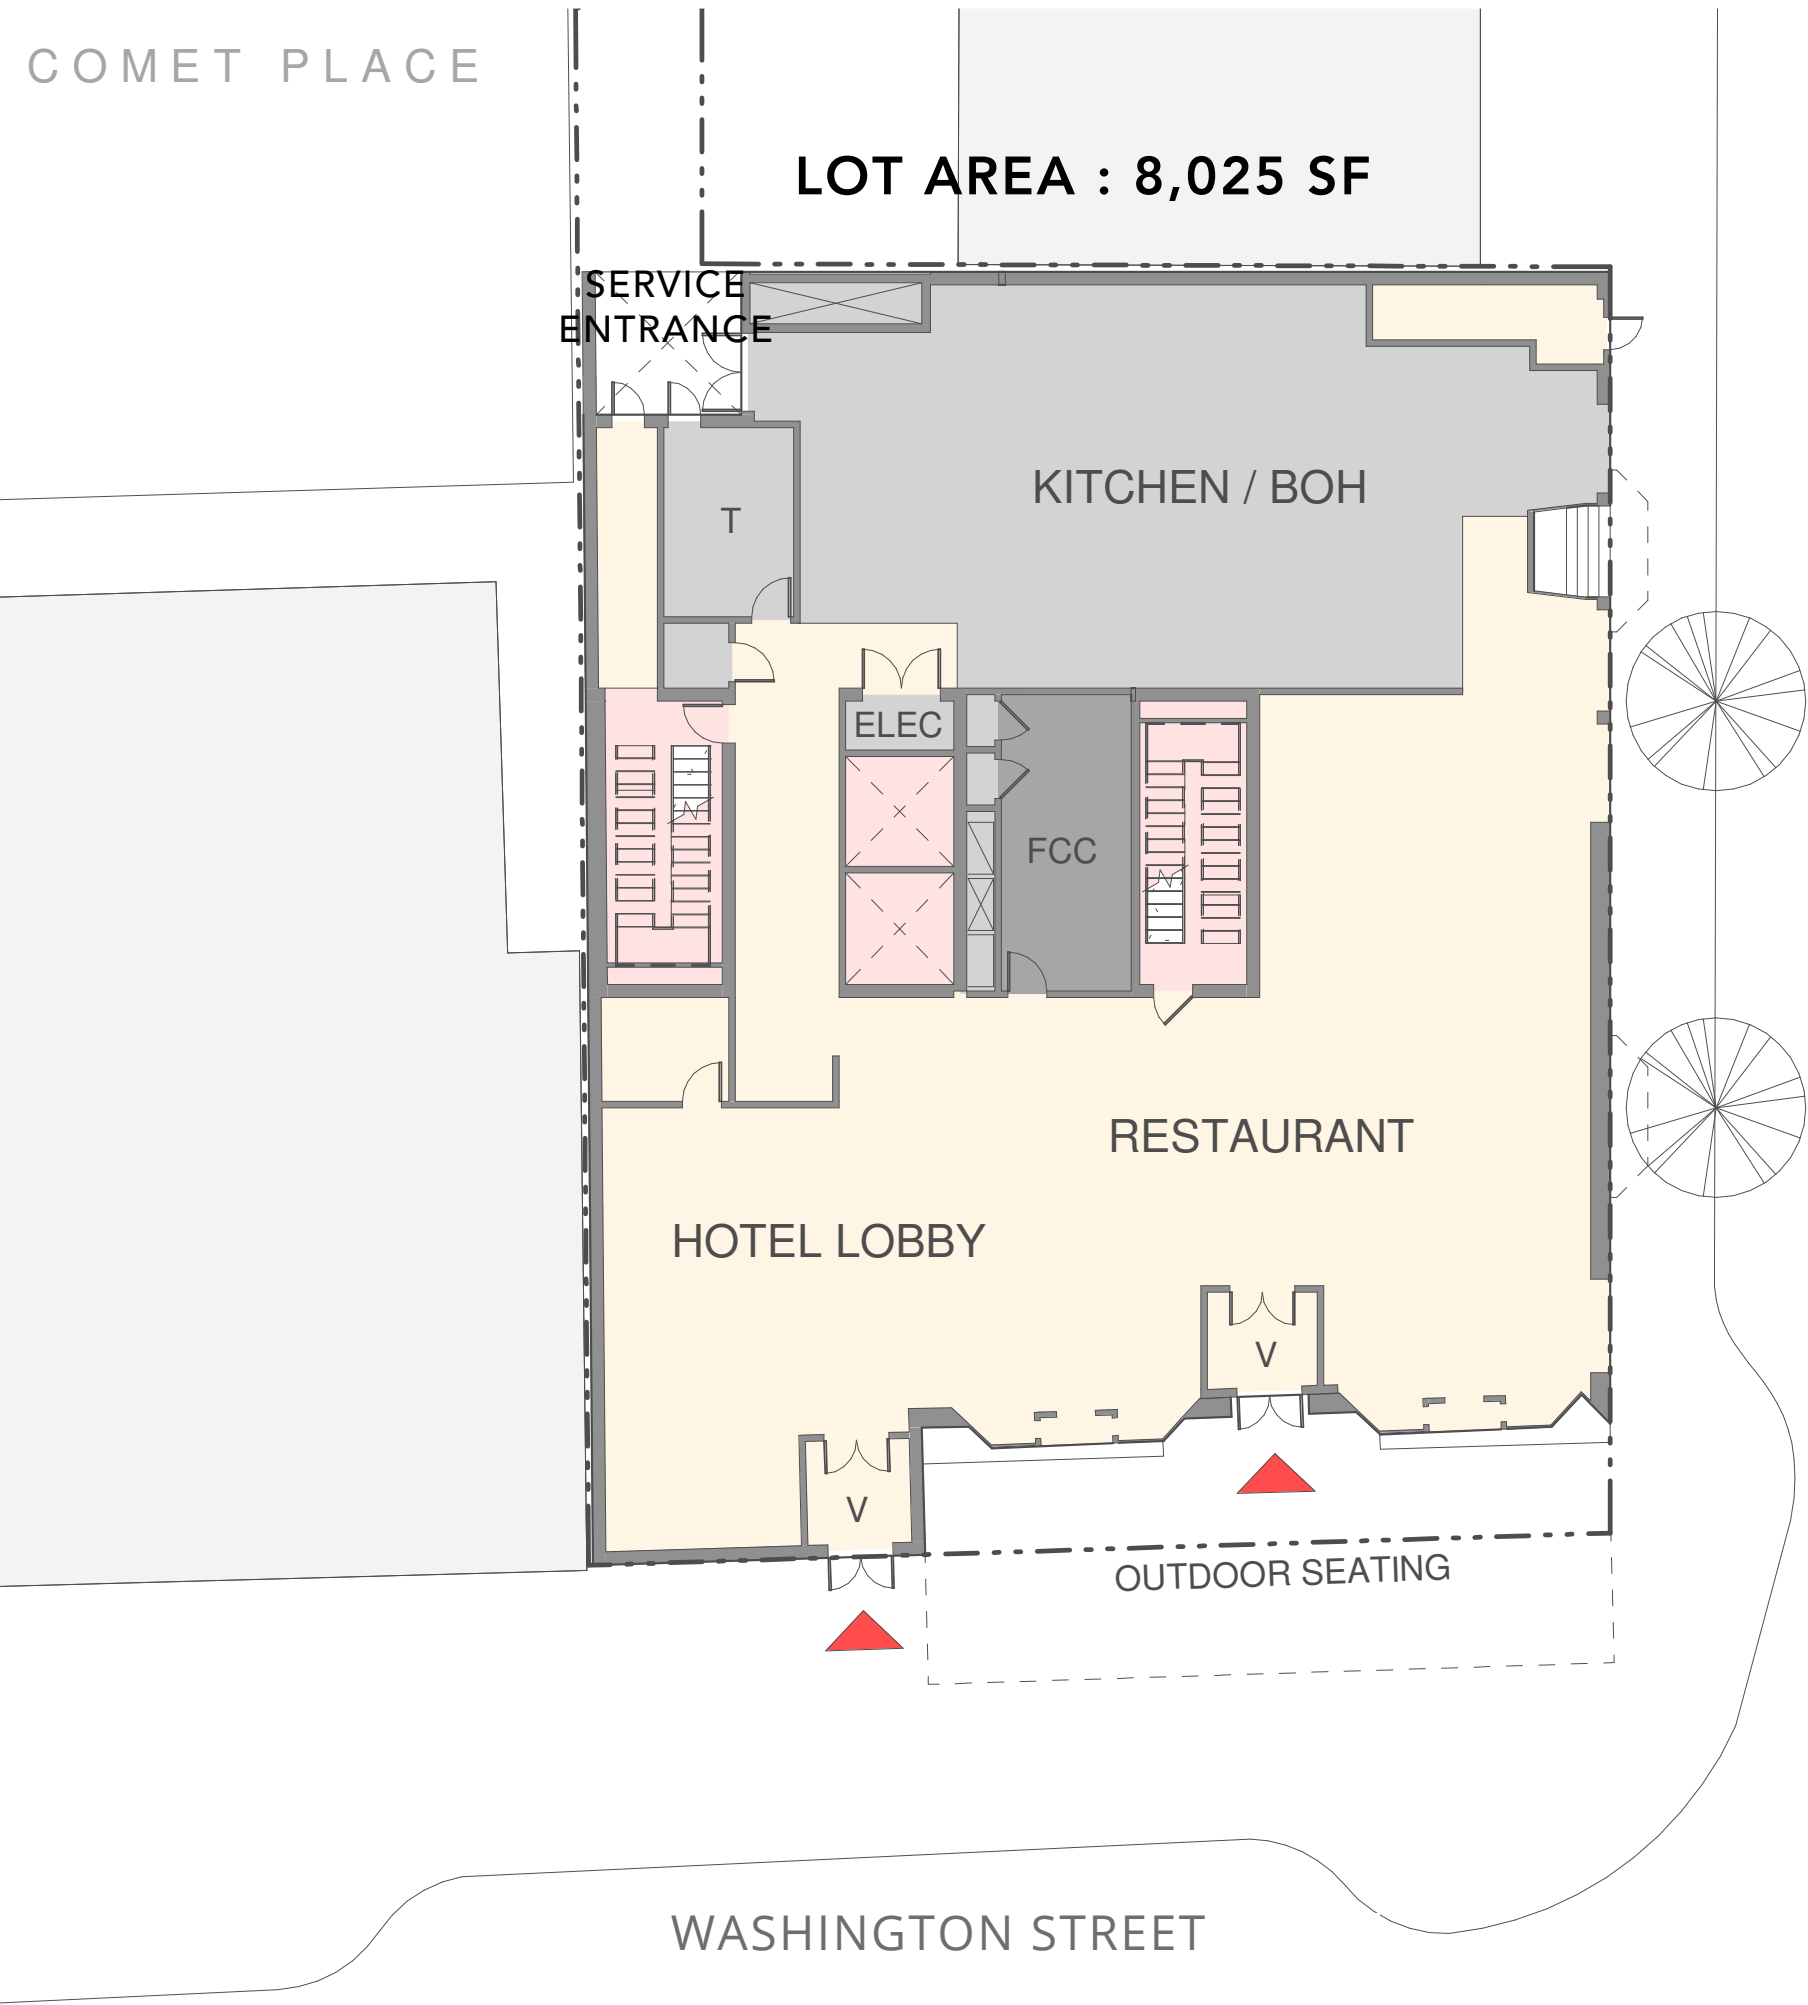 COMET PLACE
LOT AREA : 8,025 SF
SERVICE
ENTRANCE
KITCHEN / BOH
T
ELEC
FCC
RESTAURANT
HOTEL LOBBY
V
V
OUTDOOR SEATING
WASHINGTON STREET